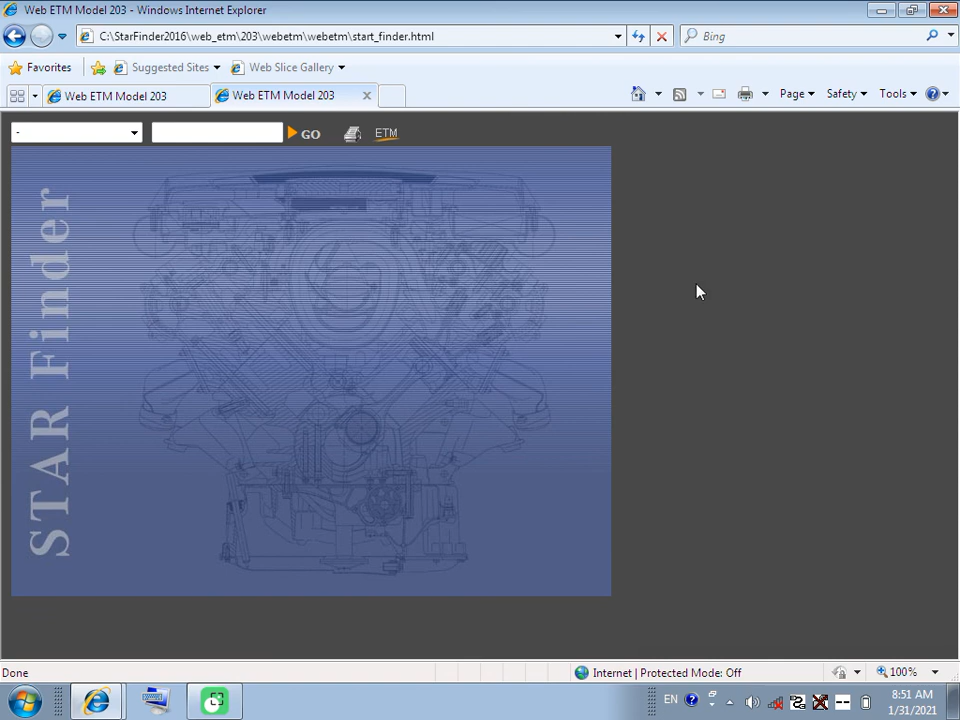 Web ETM Model 203 - Windows Internet Explorer
C:\StarFinder2016\web_etm\203\webetm\webetm\start_finder.html
Bing
Favorites
Suggested Sites
Web Slice Gallery
Web ETM Model 203
Web ETM Model 203
Page
Safety
Tools
-
GO
ETM
STAR Finder
Done
Internet | Protected Mode: Off
100%
EN
8:51 AM
1/31/2021